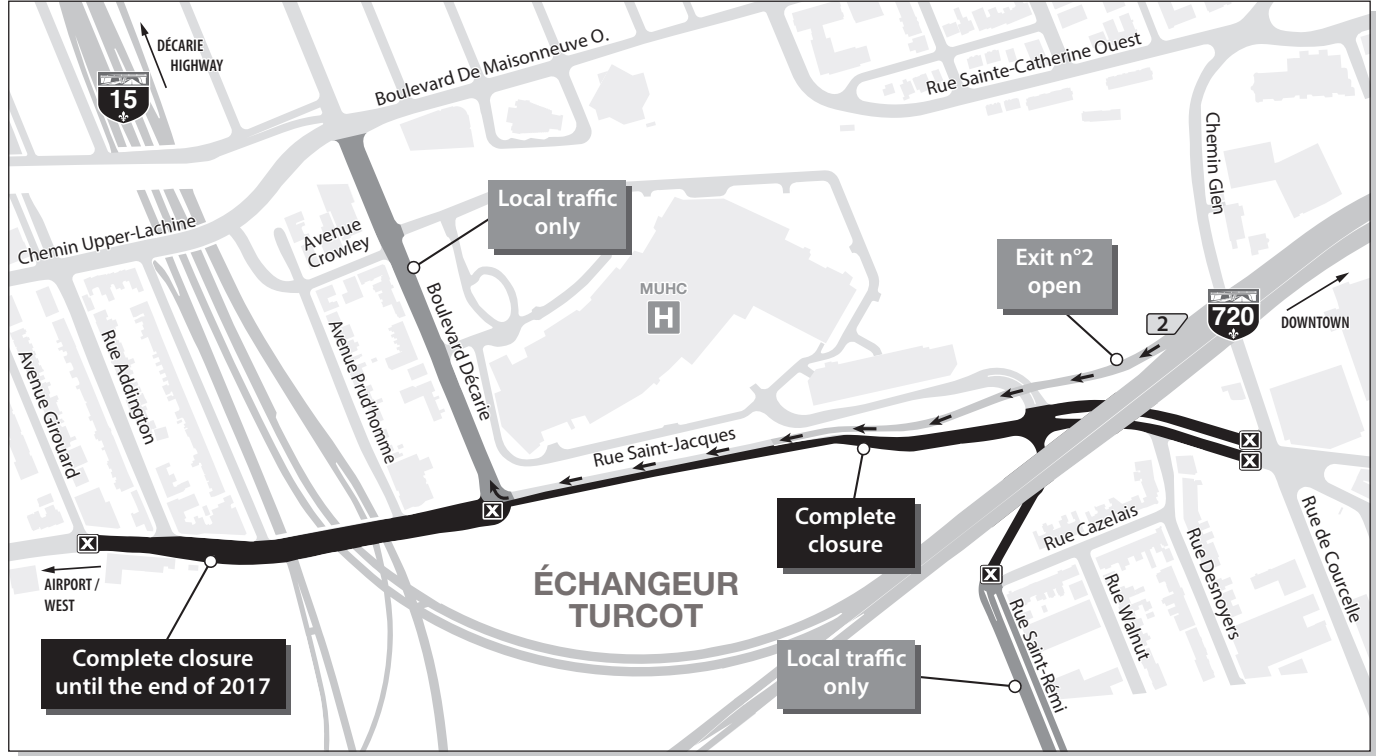 DÉCARIE
HIGHWAY
15
Boulevard De Maisonneuve O.
Rue Sainte-Catherine Ouest
Chemin Glen
Local traffic
only
Chemin Upper-Lachine
Avenue
Crowley
Exit n°2
open
MUHC
H
Boulevard Décarie
2
720
DOWNTOWN
Avenue Girouard
Rue Addington
Avenue Prud'homme
Rue Saint-Jacques
X
X
X
X
X
Complete
closure
Rue Cazelais
Rue Desnoyers
Rue de Courcelle
Rue Walnut
Rue Saint-Rémi
AIRPORT /
WEST
ÉCHANGEUR
TURCOT
Complete closure
until the end of 2017
Local traffic
only